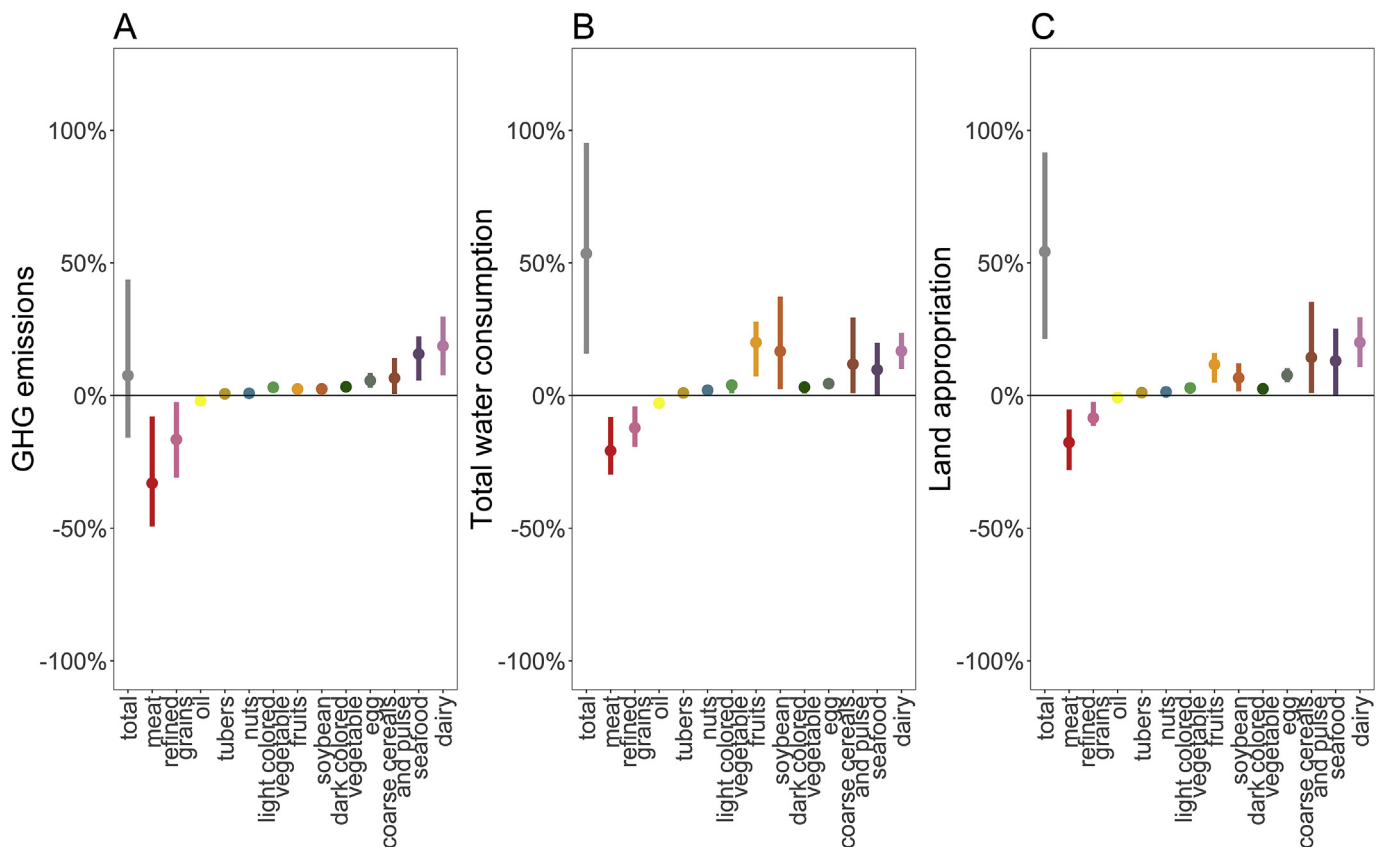 A
GHG emissions
100%
50%
0%
-50%
-100%
total
meat
refined
grains
oil
tubers
nuts
light colored
vegetable
fruits
soybean
dark colored
vegetable
egg
coarse cereals
and pulse
seafood
dairy
B
Total water consumption
100%
50%
0%
-50%
-100%
total
meat
refined
grains
oil
tubers
nuts
light colored
vegetable
fruits
soybean
dark colored
vegetable
egg
coarse cereals
and pulse
seafood
dairy
C
Land appropriation
100%
50%
0%
-50%
-100%
total
meat
refined
grains
oil
tubers
nuts
light colored
vegetable
fruits
soybean
dark colored
vegetable
egg
coarse cereals
and pulse
seafood
dairy